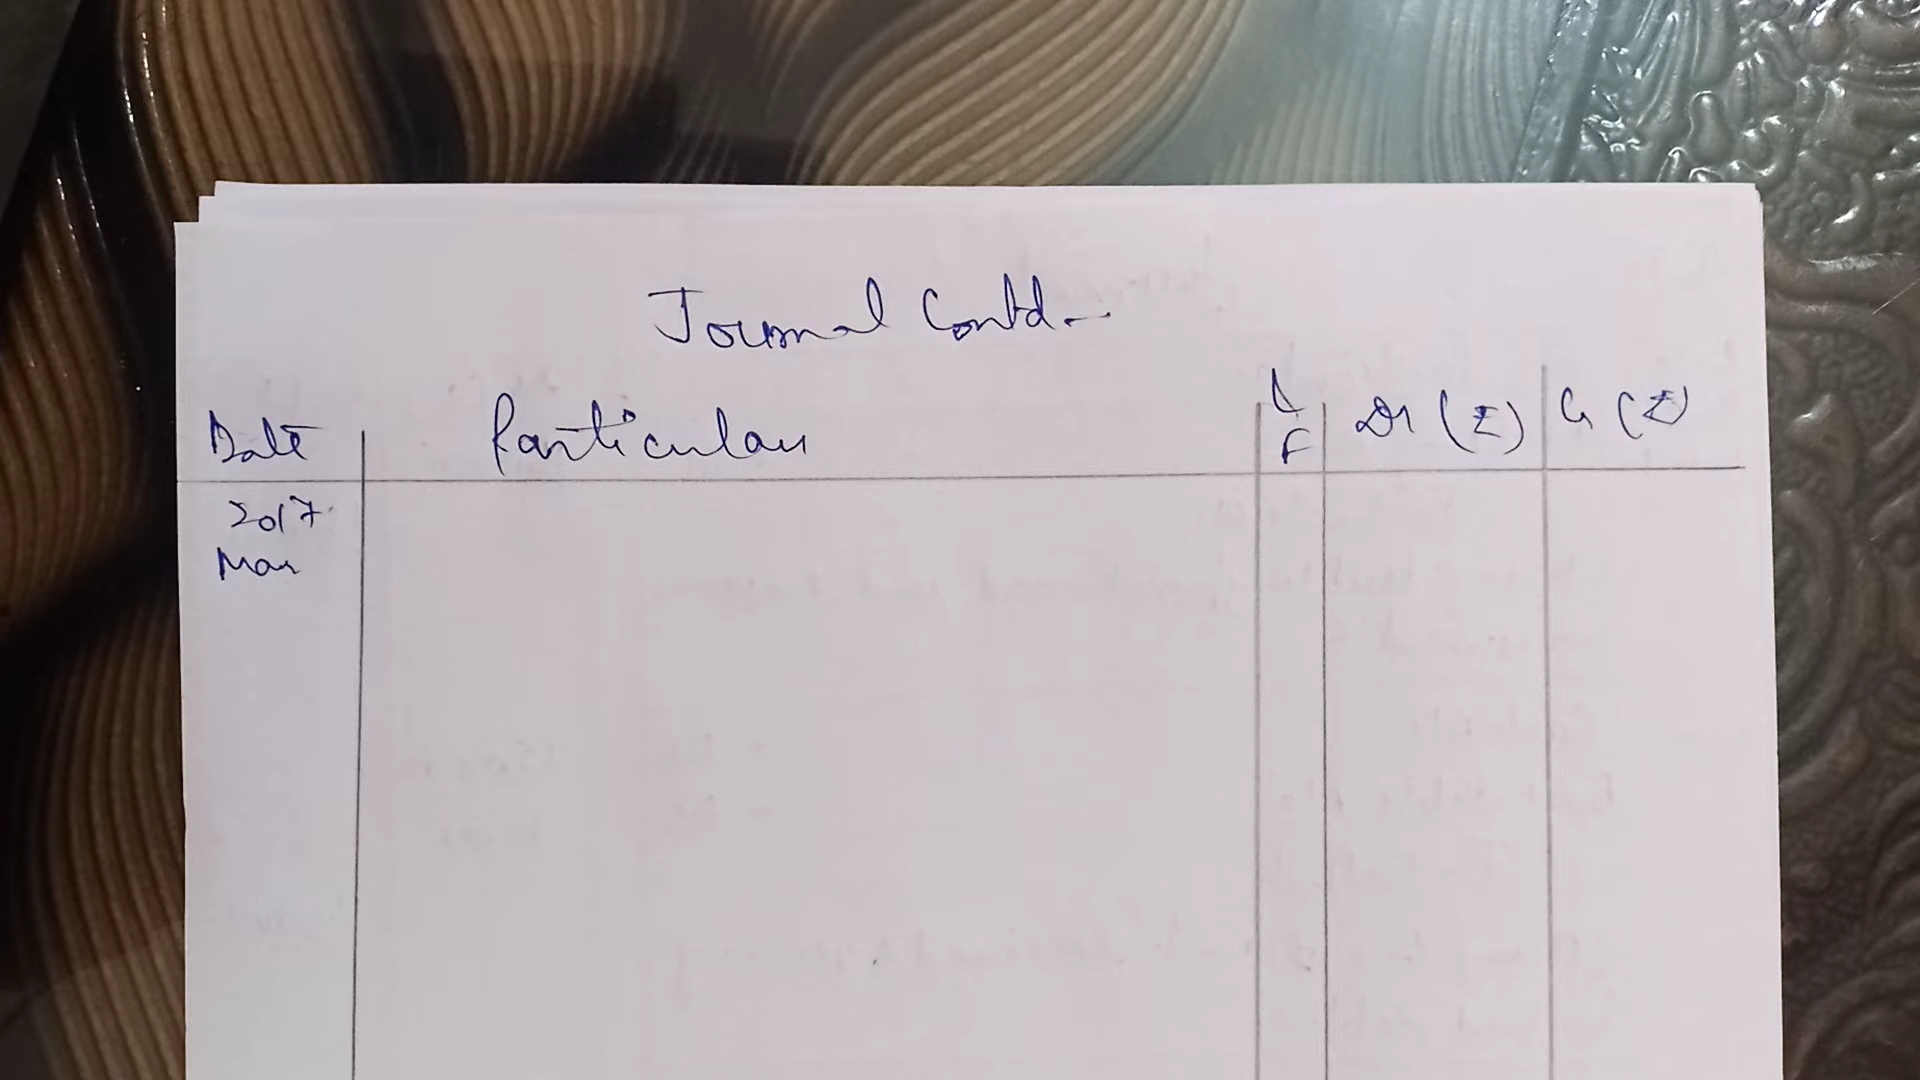 Journal Contd-
Date Particulars L F Dr (₹) Cr (₹)
2017
Mar